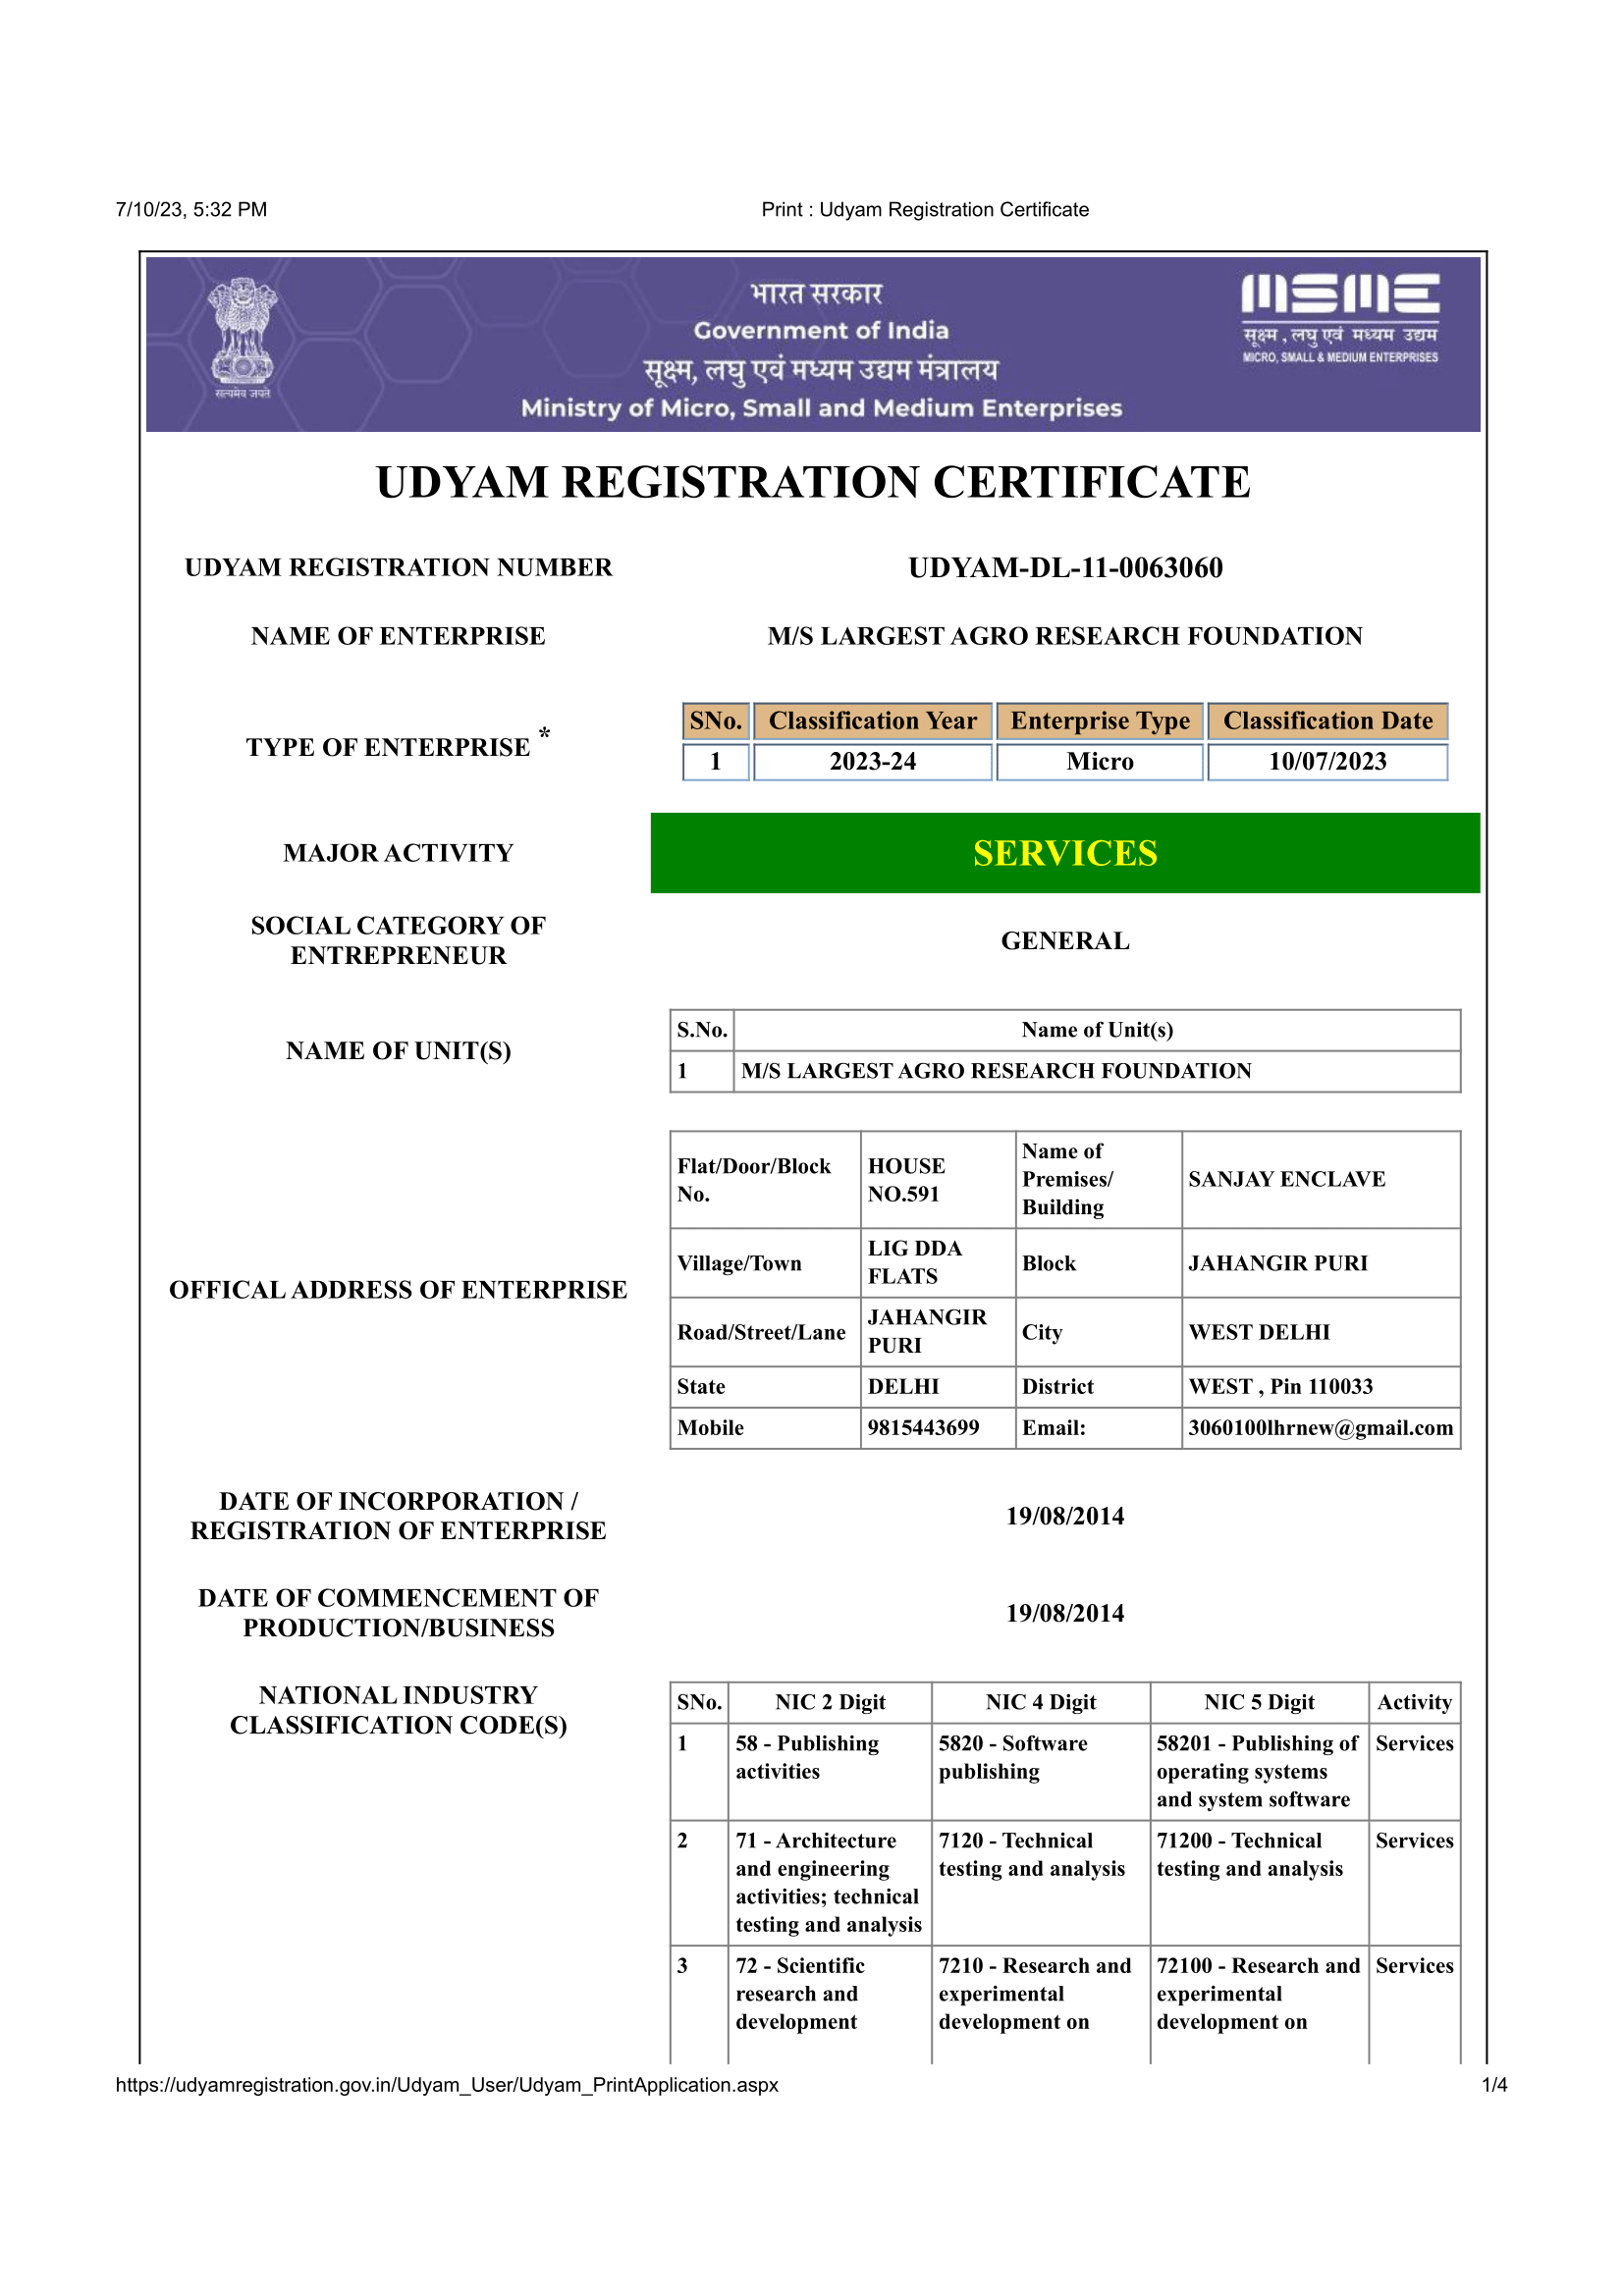 7/10/23, 5:32 PM
Print : Udyam Registration Certificate
भारत सरकार
Government of India
सूक्ष्म, लघु एवं मध्यम उद्यम मंत्रालय
Ministry of Micro, Small and Medium Enterprises
सत्यमेव जयते
MSME
सूक्ष्म , लघु एवं मध्यम उद्यम
MICRO, SMALL & MEDIUM ENTERPRISES
UDYAM REGISTRATION CERTIFICATE
UDYAM REGISTRATION NUMBER
UDYAM-DL-11-0063060
NAME OF ENTERPRISE
M/S LARGEST AGRO RESEARCH FOUNDATION
TYPE OF ENTERPRISE *
SNo. Classification Year Enterprise Type Classification Date
1 2023-24 Micro 10/07/2023
MAJOR ACTIVITY
SERVICES
SOCIAL CATEGORY OF
ENTREPRENEUR
GENERAL
NAME OF UNIT(S)
S.No. Name of Unit(s)
1 M/S LARGEST AGRO RESEARCH FOUNDATION
OFFICAL ADDRESS OF ENTERPRISE
Flat/Door/Block
No.
HOUSE
NO.591
Name of
Premises/
Building
SANJAY ENCLAVE
Village/Town
LIG DDA
FLATS
Block
JAHANGIR PURI
Road/Street/Lane
JAHANGIR
PURI
City
WEST DELHI
State
DELHI
District
WEST , Pin 110033
Mobile
9815443699
Email:
3060100lhrnew@gmail.com
DATE OF INCORPORATION /
REGISTRATION OF ENTERPRISE
19/08/2014
DATE OF COMMENCEMENT OF
PRODUCTION/BUSINESS
19/08/2014
NATIONAL INDUSTRY
CLASSIFICATION CODE(S)
SNo. NIC 2 Digit NIC 4 Digit NIC 5 Digit Activity
1
58 - Publishing
activities
5820 - Software
publishing
58201 - Publishing of
operating systems
and system software
Services
2
71 - Architecture
and engineering
activities; technical
testing and analysis
7120 - Technical
testing and analysis
71200 - Technical
testing and analysis
Services
3
72 - Scientific
research and
development
7210 - Research and
experimental
development on
72100 - Research and
experimental
development on
Services
https://udyamregistration.gov.in/Udyam_User/Udyam_PrintApplication.aspx
1/4